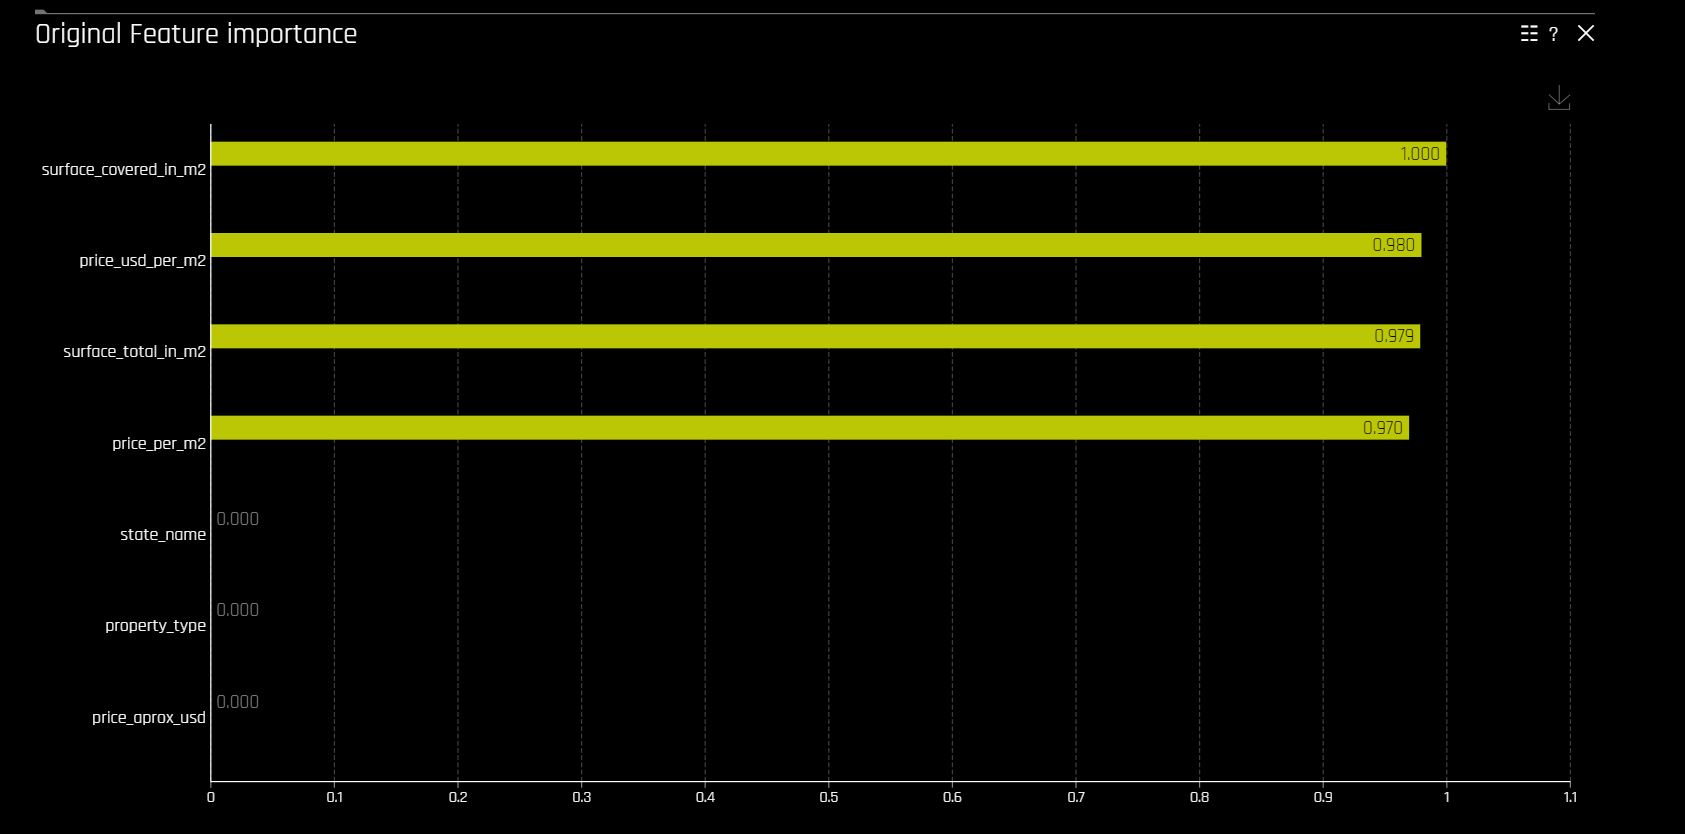 Original Feature importance
?
surface_covered_in_m2 1.000
price_usd_per_m2 0.980
surface_total_in_m2 0.979
price_per_m2 0.970
state_name 0.000
property_type 0.000
price_aprox_usd 0.000
0 0.1 0.2 0.3 0.4 0.5 0.6 0.7 0.8 0.9 1 1.1